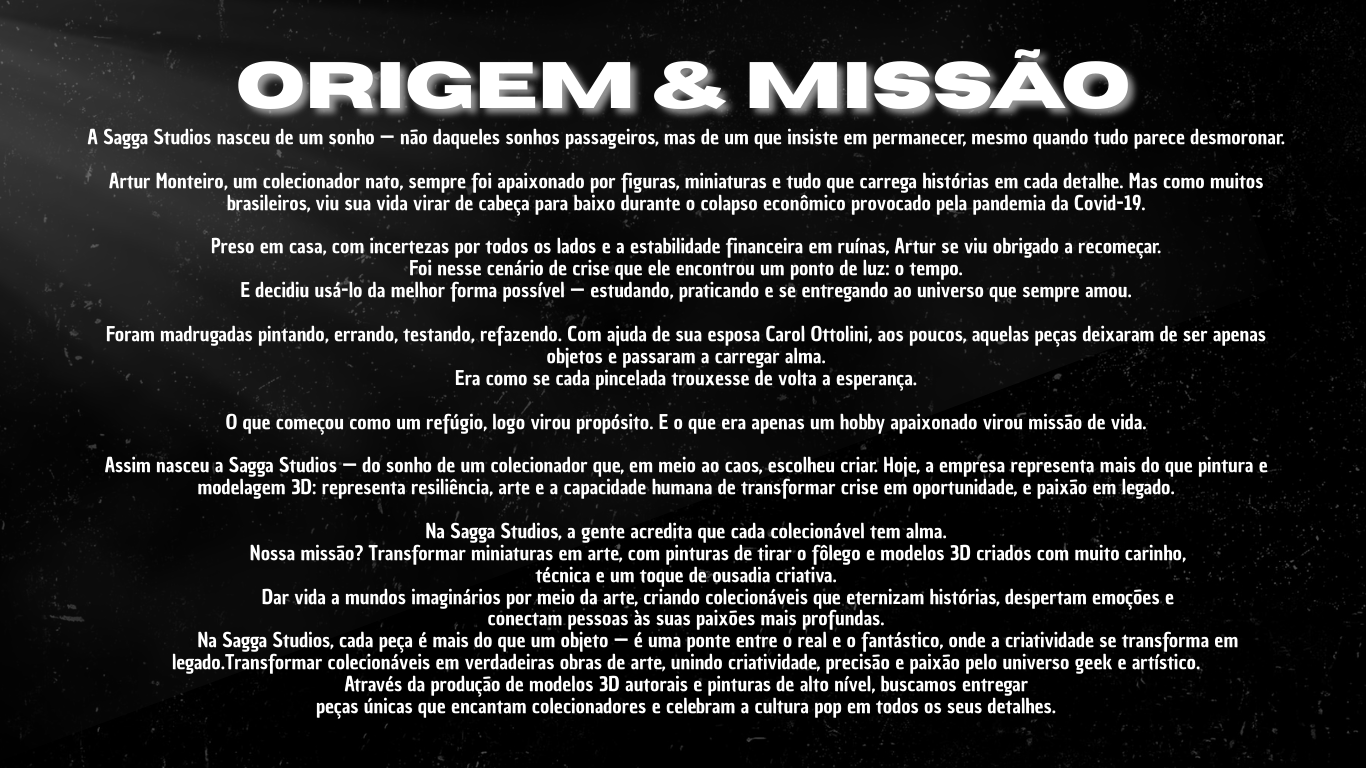 ORIGEM & MISSÃO
A Sagga Studios nasceu de um sonho — não daqueles sonhos passageiros, mas de um que insiste em permanecer, mesmo quando tudo parece desmoronar.
Artur Monteiro, um colecionador nato, sempre foi apaixonado por figuras, miniaturas e tudo que carrega histórias em cada detalhe. Mas como muitos
brasileiros, viu sua vida virar de cabeça para baixo durante o colapso econômico provocado pela pandemia da Covid-19.
Preso em casa, com incertezas por todos os lados e a estabilidade financeira em ruínas, Artur se viu obrigado a recomeçar.
Foi nesse cenário de crise que ele encontrou um ponto de luz: o tempo.
E decidiu usá-lo da melhor forma possível — estudando, praticando e se entregando ao universo que sempre amou.
Foram madrugadas pintando, errando, testando, refazendo. Com ajuda de sua esposa Carol Ottolini, aos poucos, aquelas peças deixaram de ser apenas
objetos e passaram a carregar alma.
Era como se cada pincelada trouxesse de volta a esperança.
O que começou como um refúgio, logo virou propósito. E o que era apenas um hobby apaixonado virou missão de vida.
Assim nasceu a Sagga Studios — do sonho de um colecionador que, em meio ao caos, escolheu criar. Hoje, a empresa representa mais do que pintura e
modelagem 3D: representa resiliência, arte e a capacidade humana de transformar crise em oportunidade, e paixão em legado.
Na Sagga Studios, a gente acredita que cada colecionável tem alma.
Nossa missão? Transformar miniaturas em arte, com pinturas de tirar o fôlego e modelos 3D criados com muito carinho,
técnica e um toque de ousadia criativa.
Dar vida a mundos imaginários por meio da arte, criando colecionáveis que eternizam histórias, despertam emoções e
conectam pessoas às suas paixões mais profundas.
Na Sagga Studios, cada peça é mais do que um objeto — é uma ponte entre o real e o fantástico, onde a criatividade se transforma em
legado.Transformar colecionáveis em verdadeiras obras de arte, unindo criatividade, precisão e paixão pelo universo geek e artístico.
Através da produção de modelos 3D autorais e pinturas de alto nível, buscamos entregar
peças únicas que encantam colecionadores e celebram a cultura pop em todos os seus detalhes.